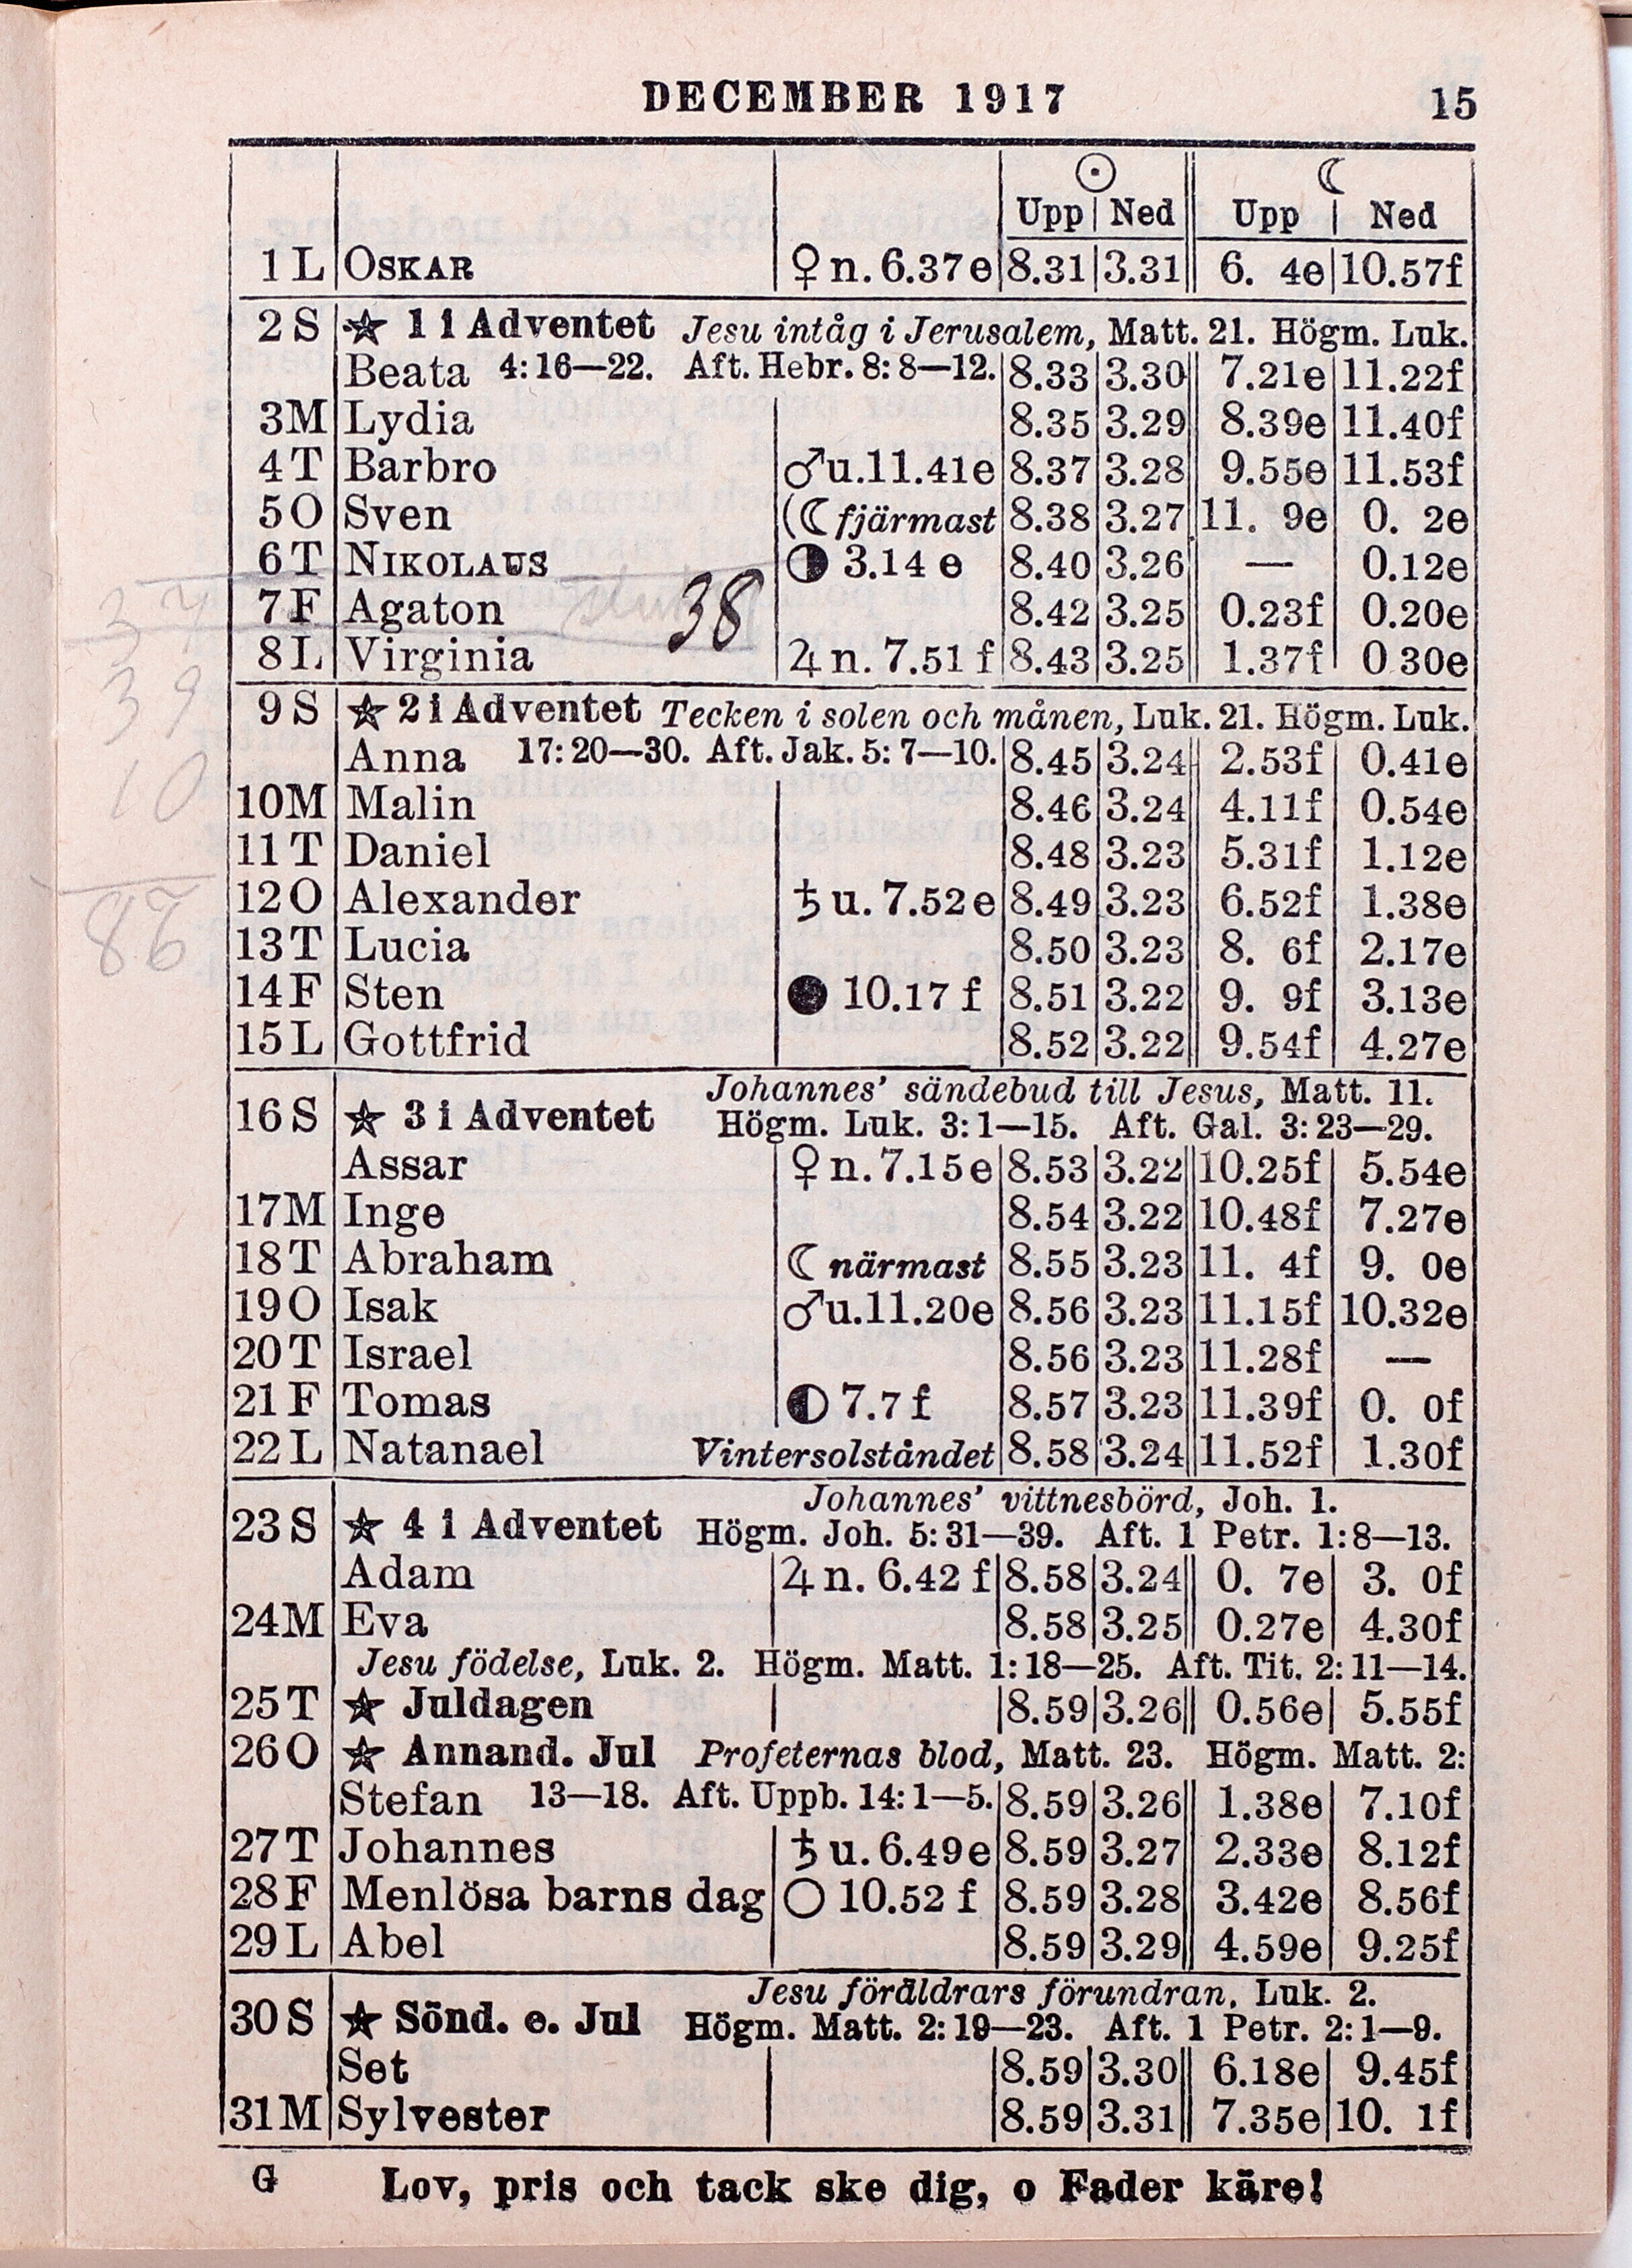 DECEMBER 1917 15
☉ ☾
Upp Ned Upp Ned
1 L OSKAR ♀ n. 6.37 e 8.31 3.31 6. 4e 10.57f
2 S ★ 1 i Adventet Jesu intåg i Jerusalem, Matt. 21. Högm. Luk.
Beata 4: 16—22. Aft. Hebr. 8: 8—12. 8.33 3.30 7.21e 11.22f
3 M Lydia 8.35 3.29 8.39e 11.40f
4 T Barbro ♂ u. 11.41e 8.37 3.28 9.55e 11.53f
5 O Sven (☾ fjärmast 8.38 3.27 11. 9e 0. 2e
6 T NIKOLAUS ◑ 3.14 e 8.40 3.26 — 0.12e
37
7 F Agaton 38 8.42 3.25 0.23f 0.20e
8 L Virginia ♃ n. 7.51 f 8.43 3.25 1.37f 0 30e
39
9 S ★ 2 i Adventet Tecken i solen och månen, Luk. 21. Högm. Luk.
Anna 17: 20—30. Aft. Jak. 5: 7—10. 8.45 3.24 2.53f 0.41e
10
10 M Malin 8.46 3.24 4.11f 0.54e
11 T Daniel 8.48 3.23 5.31f 1.12e
12 O Alexander ♄ u. 7.52 e 8.49 3.23 6.52f 1.38e
86
13 T Lucia 8.50 3.23 8. 6f 2.17e
14 F Sten ● 10.17 f 8.51 3.22 9. 9f 3.13e
15 L Gottfrid 8.52 3.22 9.54f 4.27e
Johannes' sändebud till Jesus, Matt. 11.
16 S ★ 3 i Adventet Högm. Luk. 3: 1—15. Aft. Gal. 3: 23—29.
Assar ♀ n. 7.15 e 8.53 3.22 10.25f 5.54e
17 M Inge 8.54 3.22 10.48f 7.27e
18 T Abraham ☾ närmast 8.55 3.23 11. 4f 9. 0e
19 O Isak ♂ u. 11.20e 8.56 3.23 11.15f 10.32e
20 T Israel 8.56 3.23 11.28f —
21 F Tomas ◐ 7.7 f 8.57 3.23 11.39f 0. 0f
22 L Natanael Vintersolståndet 8.58 3.24 11.52f 1.30f
Johannes' vittnesbörd, Joh. 1.
23 S ★ 4 i Adventet Högm. Joh. 5: 31—39. Aft. 1 Petr. 1: 8—13.
Adam ♃ n. 6.42 f 8.58 3.24 0. 7e 3. 0f
24 M Eva 8.58 3.25 0.27e 4.30f
Jesu födelse, Luk. 2. Högm. Matt. 1: 18—25. Aft. Tit. 2: 11—14.
25 T ★ Juldagen 8.59 3.26 0.56e 5.55f
26 O ★ Annand. Jul Profeternas blod, Matt. 23. Högm. Matt. 2:
Stefan 13—18. Aft. Uppb. 14: 1—5. 8.59 3.26 1.38e 7.10f
27 T Johannes ♄ u. 6.49 e 8.59 3.27 2.33e 8.12f
28 F Menlösa barns dag ○ 10.52 f 8.59 3.28 3.42e 8.56f
29 L Abel 8.59 3.29 4.59e 9.25f
Jesu föräldrars förundran, Luk. 2.
30 S ★ Sönd. e. Jul Högm. Matt. 2: 19—23. Aft. 1 Petr. 2: 1—9.
Set 8.59 3.30 6.18e 9.45f
31 M Sylvester 8.59 3.31 7.35e 10. 1f
G Lov, pris och tack ske dig, o Fader käre!